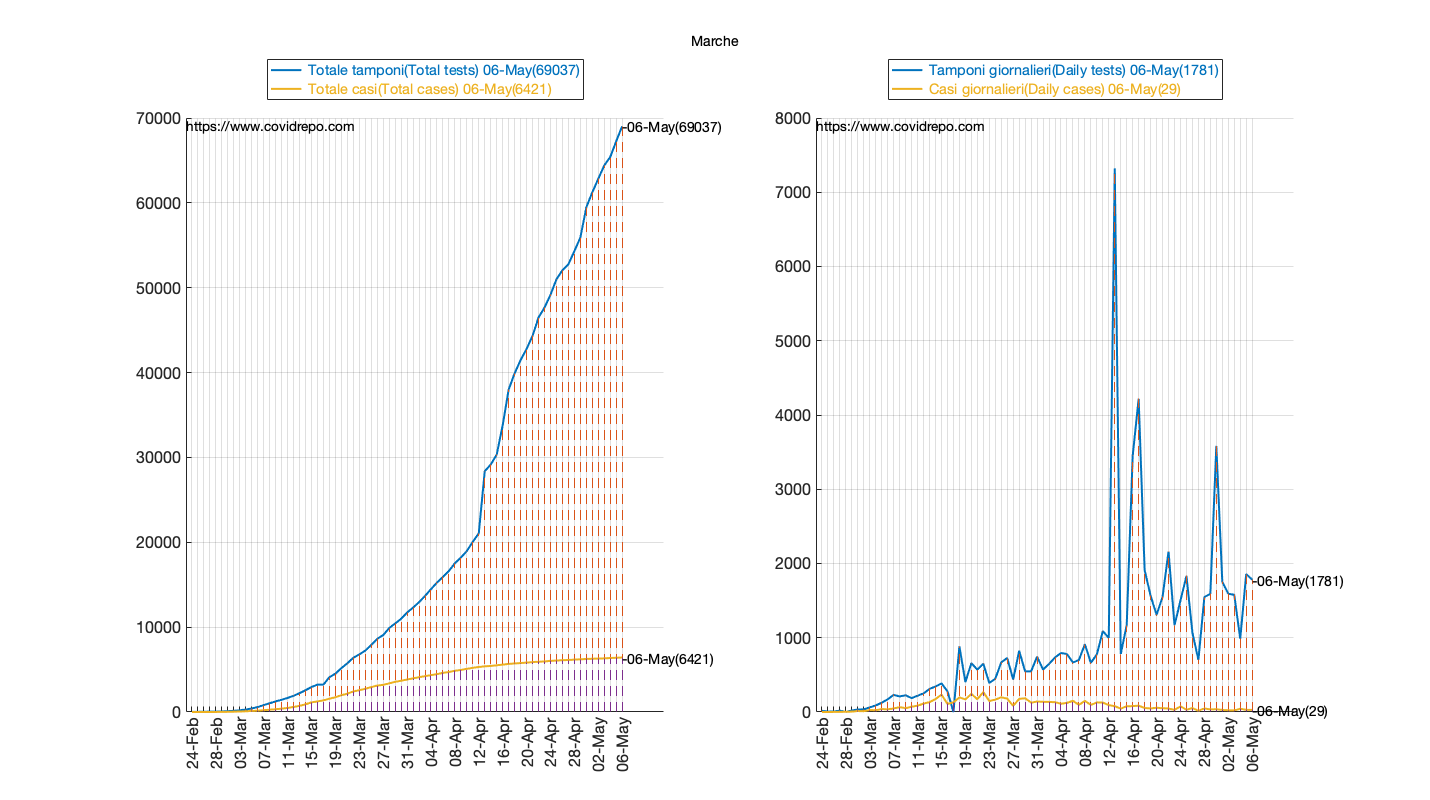 Marche
Totale tamponi(Total tests) 06-May(69037)
Totale casi(Total cases) 06-May(6421)
70000
60000
50000
40000
30000
20000
10000
0
https://www.covidrepo.com
06-May(69037)
06-May(6421)
24-Feb
28-Feb
03-Mar
07-Mar
11-Mar
15-Mar
19-Mar
23-Mar
27-Mar
31-Mar
04-Apr
08-Apr
12-Apr
16-Apr
20-Apr
24-Apr
28-Apr
02-May
06-May
Tamponi giornalieri(Daily tests) 06-May(1781)
Casi giornalieri(Daily cases) 06-May(29)
8000
7000
6000
5000
4000
3000
2000
1000
0
https://www.covidrepo.com
06-May(1781)
06-May(29)
24-Feb
28-Feb
03-Mar
07-Mar
11-Mar
15-Mar
19-Mar
23-Mar
27-Mar
31-Mar
04-Apr
08-Apr
12-Apr
16-Apr
20-Apr
24-Apr
28-Apr
02-May
06-May